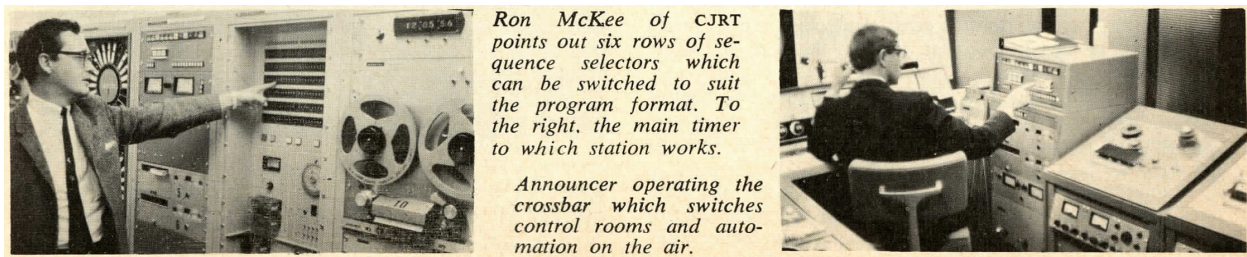 12 05 56
10
Ron McKee of CJRT
points out six rows of se-
quence selectors which
can be switched to suit
the program format. To
the right, the main timer
to which station works.
Announcer operating the
crossbar which switches
control rooms and auto-
mation on the air.